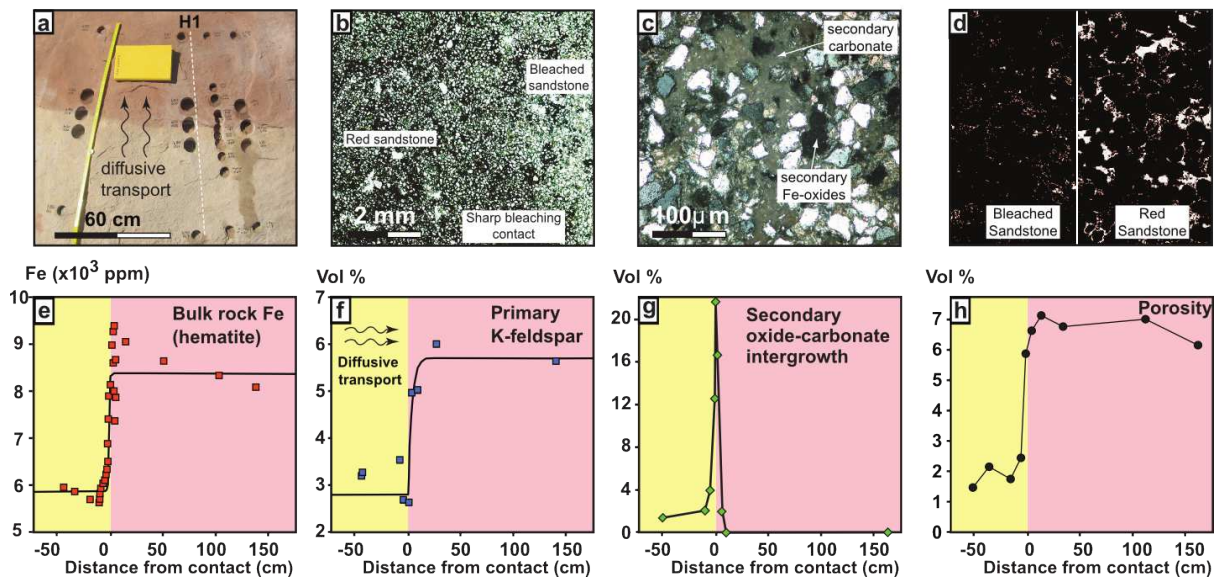 a
H1
diffusive
transport
60 cm
b
Bleached
sandstone
Red sandstone
2 mm
Sharp bleaching
contact
c
secondary
carbonate
secondary
Fe-oxides
100µm
d
Bleached
Sandstone
Red
Sandstone
Fe (x10³ ppm)
e
Bulk rock Fe
(hematite)
10
9
8
7
6
5
-50 0 50 100 150
Distance from contact (cm)
Vol %
f
Primary
K-feldspar
Diffusive
transport
7
6
5
4
3
2
-50 0 50 100 150
Distance from contact (cm)
Vol %
g
Secondary
oxide-carbonate
intergrowth
20
16
12
8
4
0
-50 0 50 100 150
Distance from contact (cm)
Vol %
h
Porosity
7
6
5
4
3
2
1
0
-50 0 50 100 150
Distance from contact (cm)